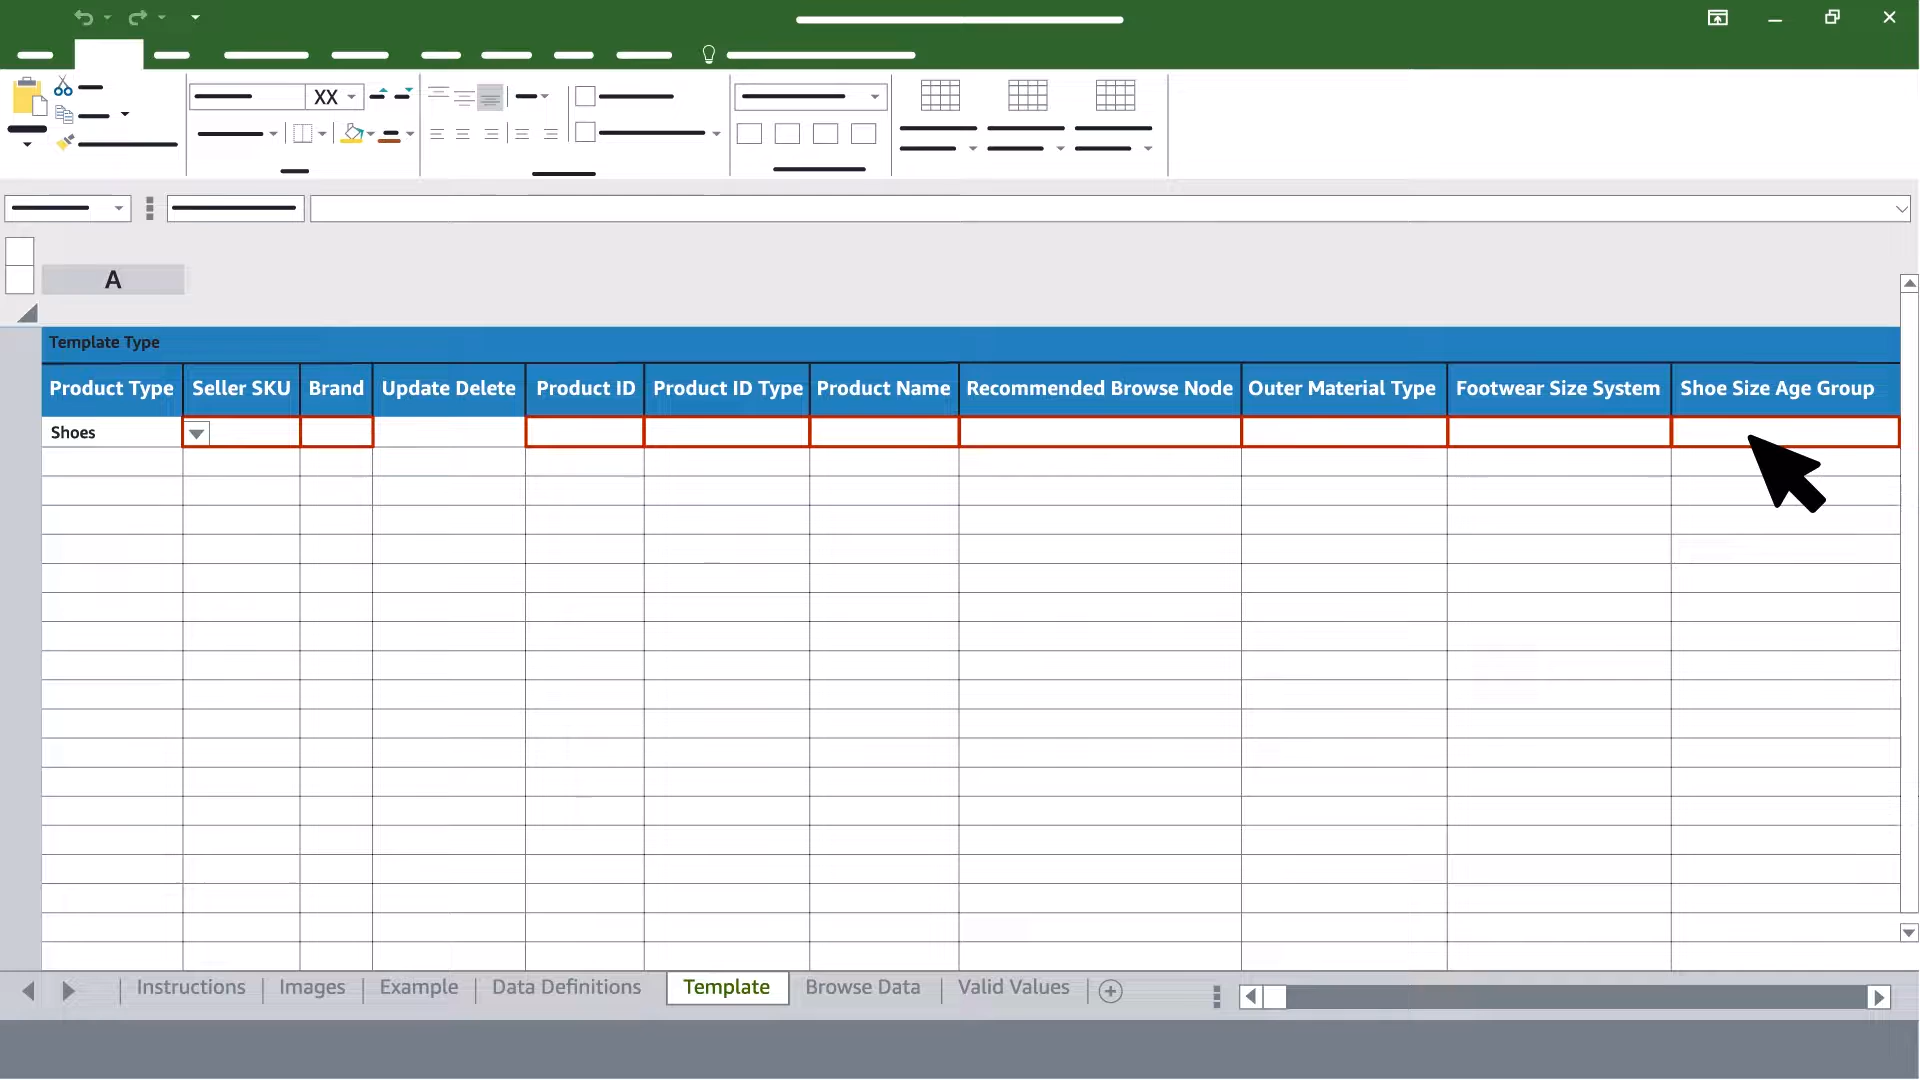 XX
A
Template Type
Product Type Seller SKU Brand Update Delete Product ID Product ID Type Product Name Recommended Browse Node Outer Material Type Footwear Size System Shoe Size Age Group
Shoes
Instructions Images Example Data Definitions Template Browse Data Valid Values